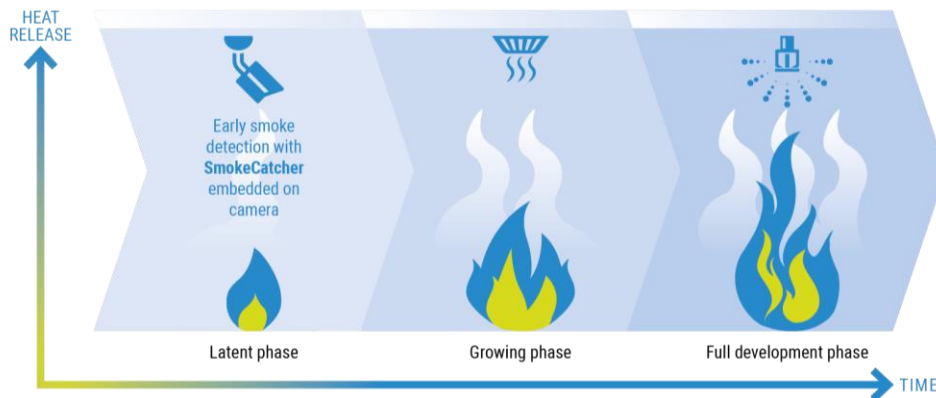 HEAT
RELEASE
Early smoke
detection with
SmokeCatcher
embedded on
camera
Latent phase
Growing phase
Full development phase
TIME